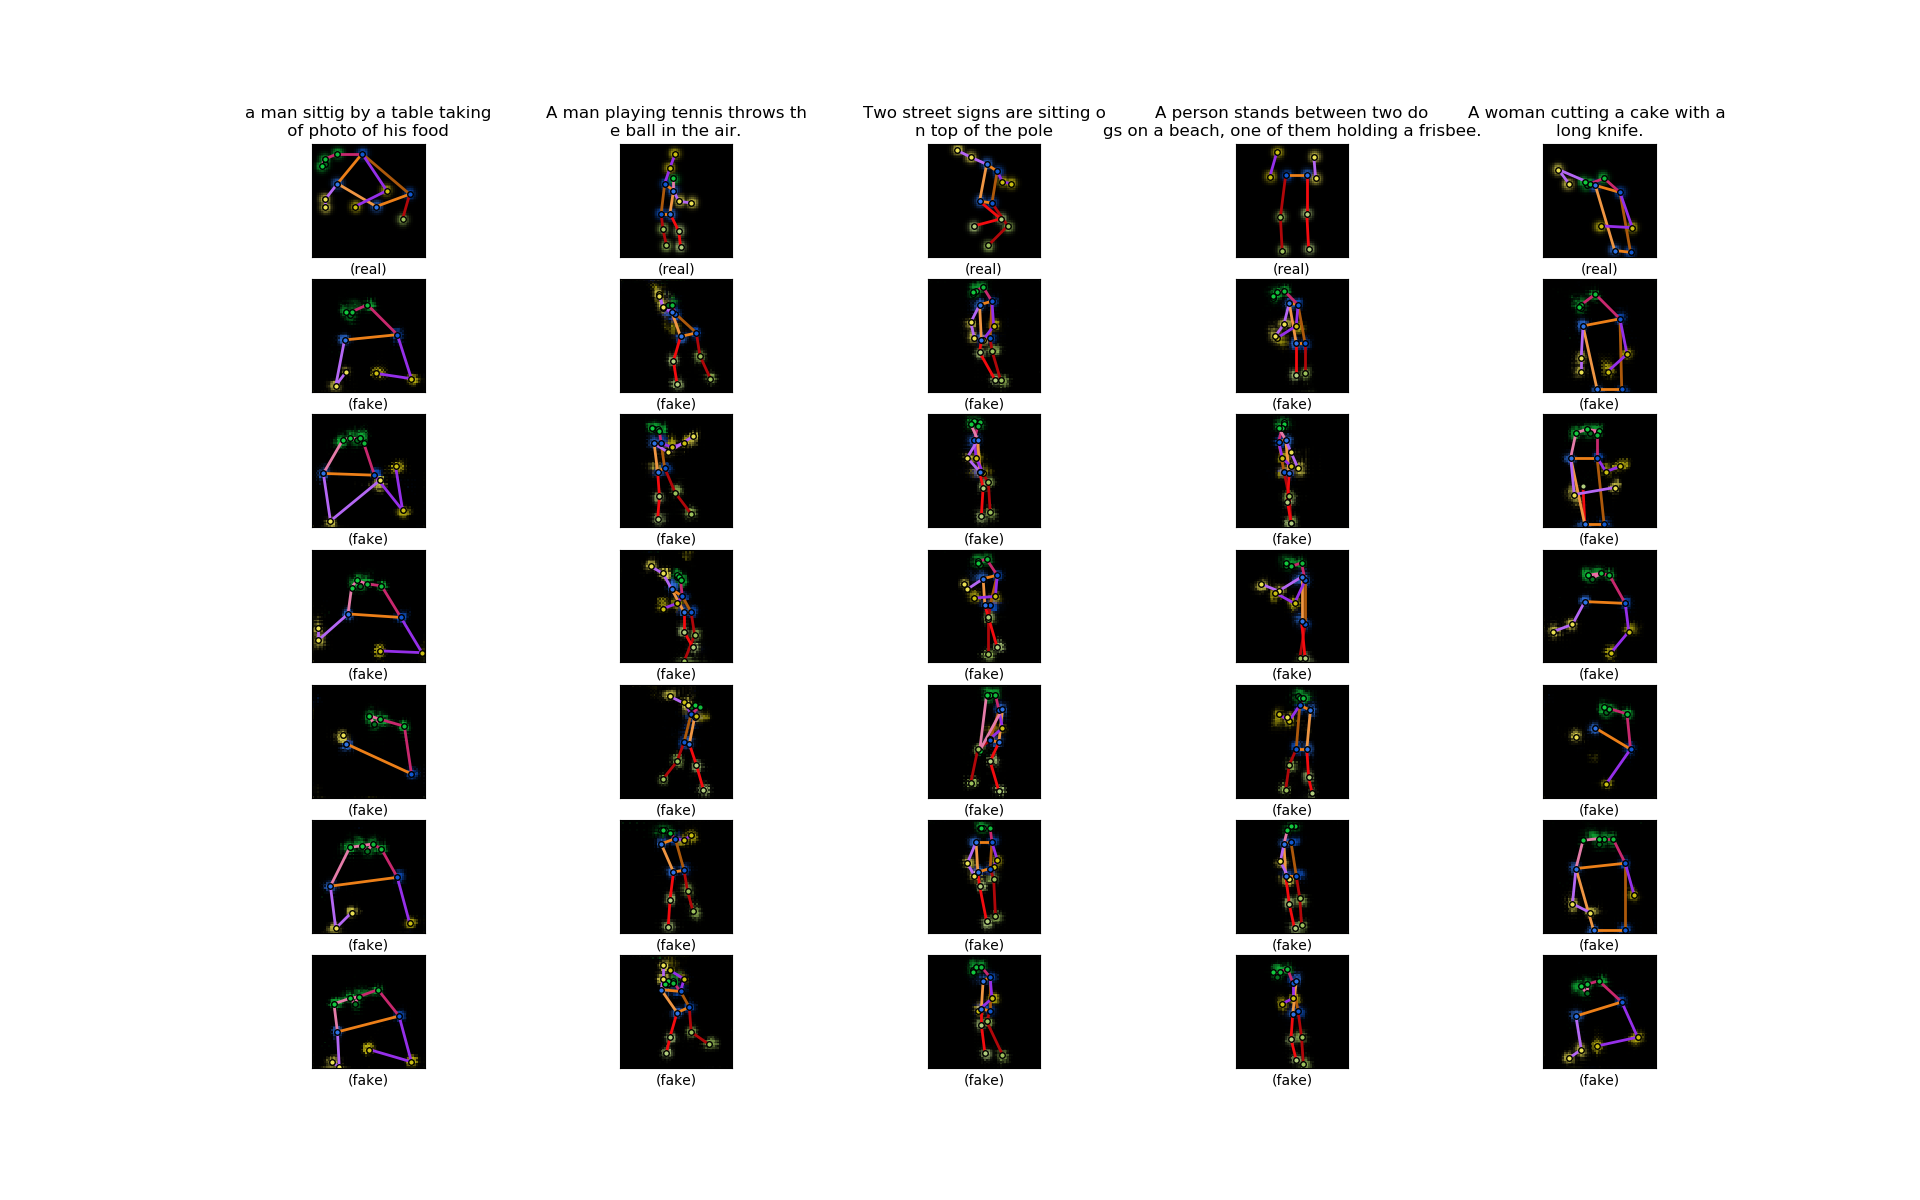 a man sittig by a table taking
of photo of his food
A man playing tennis throws th
e ball in the air.
Two street signs are sitting o
n top of the pole
A person stands between two do
gs on a beach, one of them holding a frisbee.
A woman cutting a cake with a
long knife.
(real) (real) (real) (real) (real)
(fake) (fake) (fake) (fake) (fake)
(fake) (fake) (fake) (fake) (fake)
(fake) (fake) (fake) (fake) (fake)
(fake) (fake) (fake) (fake) (fake)
(fake) (fake) (fake) (fake) (fake)
(fake) (fake) (fake) (fake) (fake)